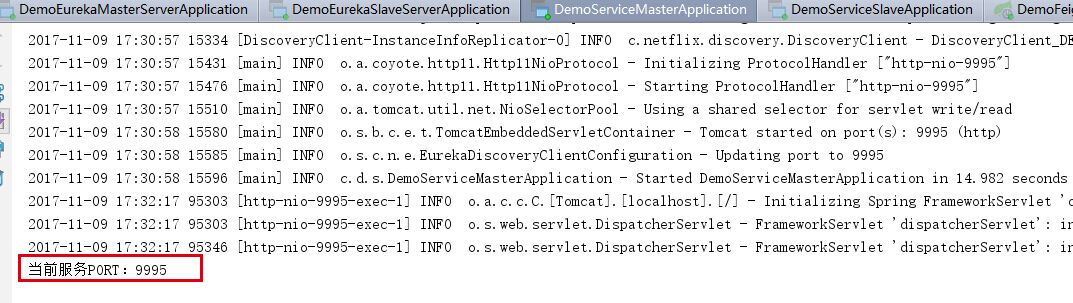 DemoEurekaMasterServerApplication DemoEurekaSlaveServerApplication DemoServiceMasterApplication DemoServiceSlaveApplication DemoFeig
2017-11-09 17:30:57 15334 [DiscoveryClient-InstanceInfoReplicator-0] INFO c.netflix.discovery.DiscoveryClient - DiscoveryClient_DE
2017-11-09 17:30:57 15431 [main] INFO o.a.coyote.http11.Http11NioProtocol - Initializing ProtocolHandler ["http-nio-9995"]
2017-11-09 17:30:57 15476 [main] INFO o.a.coyote.http11.Http11NioProtocol - Starting ProtocolHandler ["http-nio-9995"]
2017-11-09 17:30:57 15510 [main] INFO o.a.tomcat.util.net.NioSelectorPool - Using a shared selector for servlet write/read
2017-11-09 17:30:58 15580 [main] INFO o.s.b.c.e.t.TomcatEmbeddedServletContainer - Tomcat started on port(s): 9995 (http)
2017-11-09 17:30:58 15585 [main] INFO o.s.c.n.e.EurekaDiscoveryClientConfiguration - Updating port to 9995
2017-11-09 17:30:58 15596 [main] INFO c.d.s.DemoServiceMasterApplication - Started DemoServiceMasterApplication in 14.982 seconds
2017-11-09 17:32:17 95303 [http-nio-9995-exec-1] INFO o.a.c.c.C.[Tomcat].[localhost].[/] - Initializing Spring FrameworkServlet 'd
2017-11-09 17:32:17 95303 [http-nio-9995-exec-1] INFO o.s.web.servlet.DispatcherServlet - FrameworkServlet 'dispatcherServlet': in
2017-11-09 17:32:17 95346 [http-nio-9995-exec-1] INFO o.s.web.servlet.DispatcherServlet - FrameworkServlet 'dispatcherServlet': in
当前服务PORT：9995